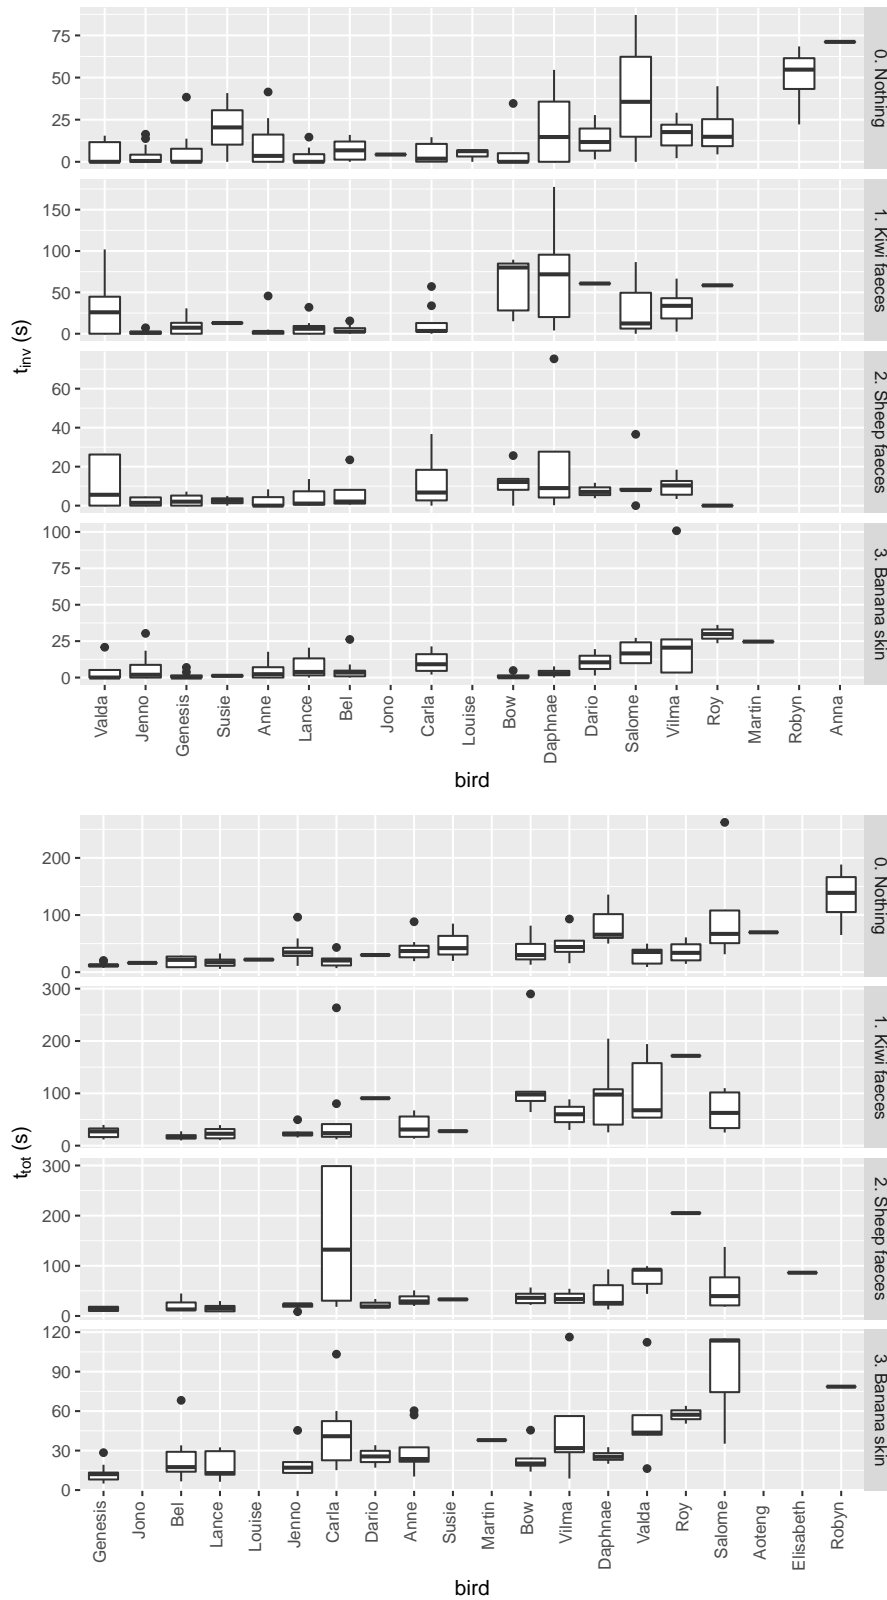 t_inv (s)
75
50
25
0
0. Nothing
150
100
50
0
1. Kiwi faeces
60
40
20
0
2. Sheep faeces
100
75
50
25
0
3. Banana skin
Valda
Jenno
Genesis
Susie
Anne
Lance
Bel
Jono
Carla
Louise
Bow
Daphnae
Dario
Salome
Vilma
Roy
Martin
Robyn
Anna
bird
t_tot (s)
200
100
0
0. Nothing
300
200
100
0
1. Kiwi faeces
300
200
100
0
2. Sheep faeces
120
90
60
30
0
3. Banana skin
Genesis
Jono
Bel
Lance
Louise
Jenno
Carla
Dario
Anne
Susie
Martin
Bow
Vilma
Daphnae
Valda
Roy
Salome
Aoteng
Elisabeth
Robyn
bird